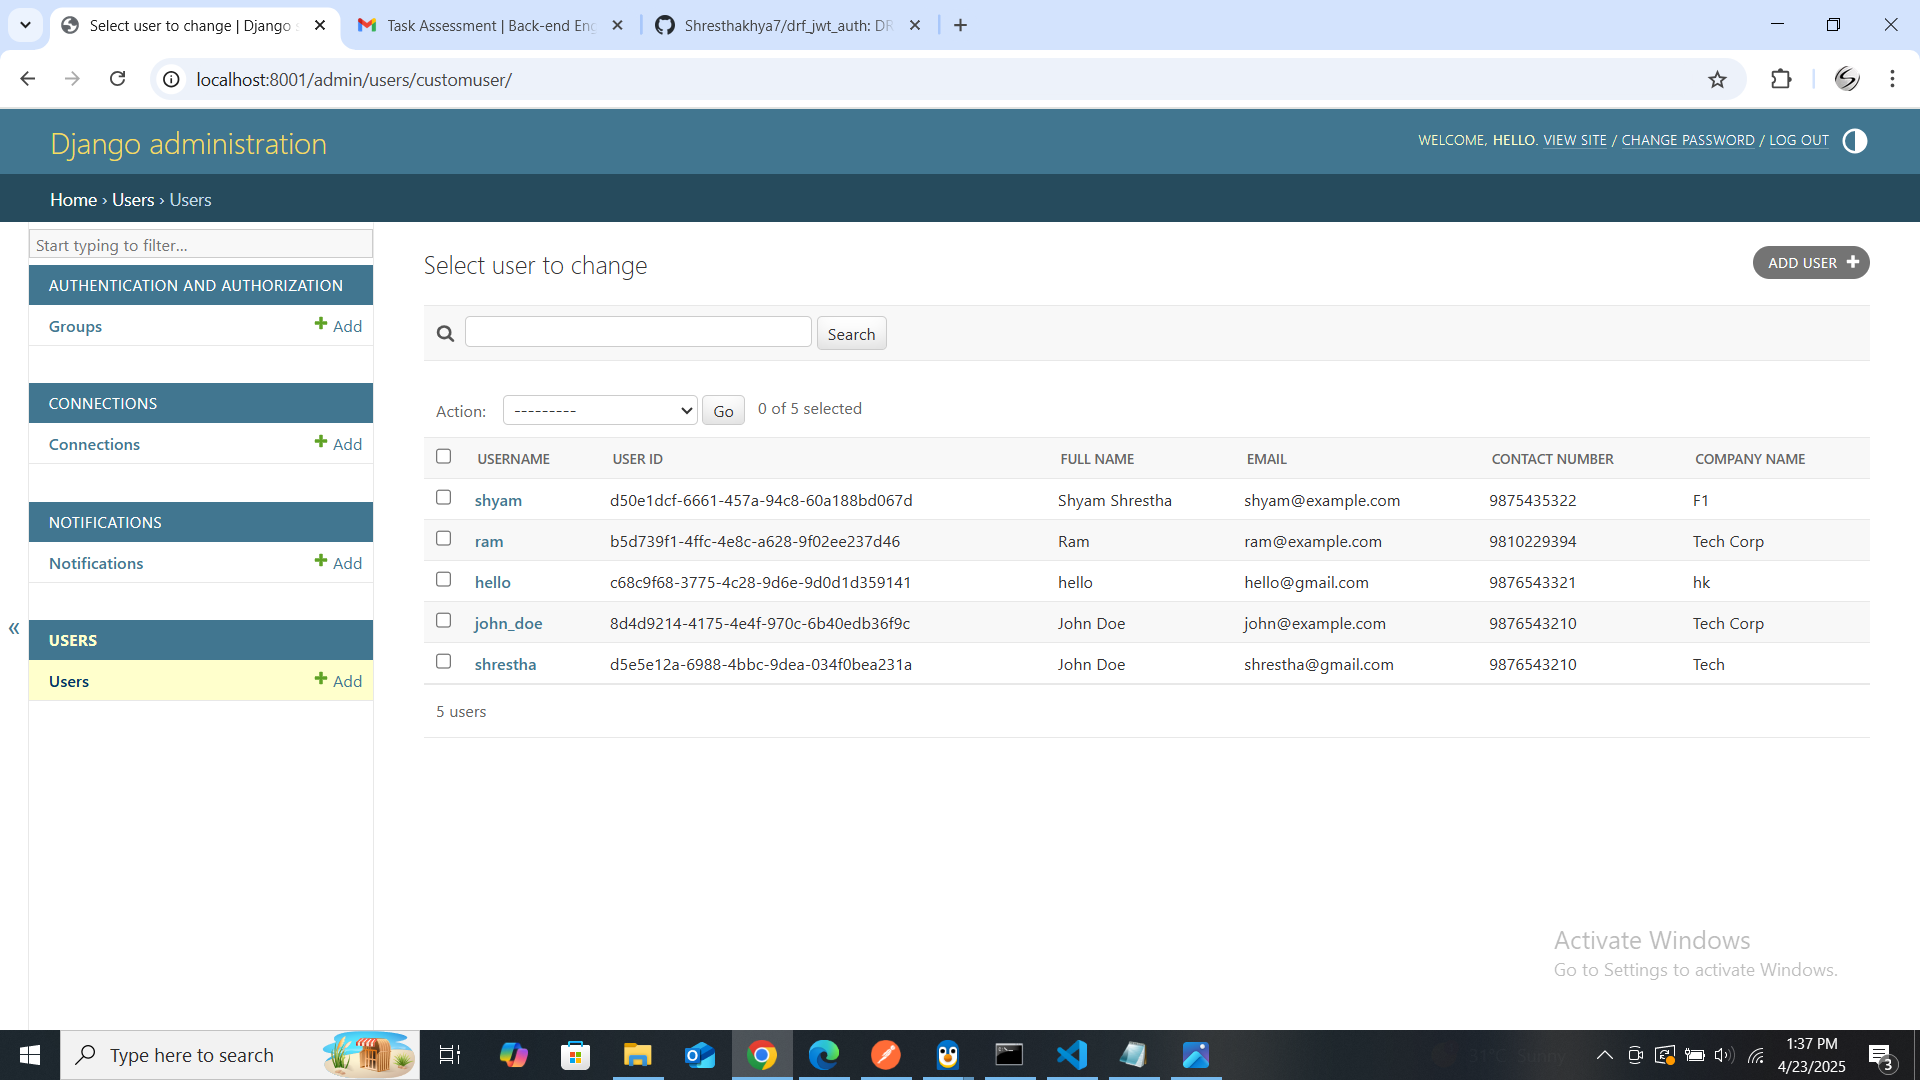 Select user to change | Django s
Task Assessment | Back-end Eng
Shresthakhya7/drf_jwt_auth: DR
localhost:8001/admin/users/customuser/
Django administration
WELCOME, HELLO. VIEW SITE / CHANGE PASSWORD / LOG OUT
Home › Users › Users
Start typing to filter...
AUTHENTICATION AND AUTHORIZATION
Groups Add
CONNECTIONS
Connections Add
NOTIFICATIONS
Notifications Add
«
USERS
Users Add
Select user to change
ADD USER
Search
Action: --------- Go 0 of 5 selected
USERNAME USER ID FULL NAME EMAIL CONTACT NUMBER COMPANY NAME
shyam d50e1dcf-6661-457a-94c8-60a188bd067d Shyam Shrestha shyam@example.com 9875435322 F1
ram b5d739f1-4ffc-4e8c-a628-9f02ee237d46 Ram ram@example.com 9810229394 Tech Corp
hello c68c9f68-3775-4c28-9d6e-9d0d1d359141 hello hello@gmail.com 9876543321 hk
john_doe 8d4d9214-4175-4e4f-970c-6b40edb36f9c John Doe john@example.com 9876543210 Tech Corp
shrestha d5e5e12a-6988-4bbc-9dea-034f0bea231a John Doe shrestha@gmail.com 9876543210 Tech
5 users
Activate Windows
Go to Settings to activate Windows.
Type here to search
1:37 PM
4/23/2025
3